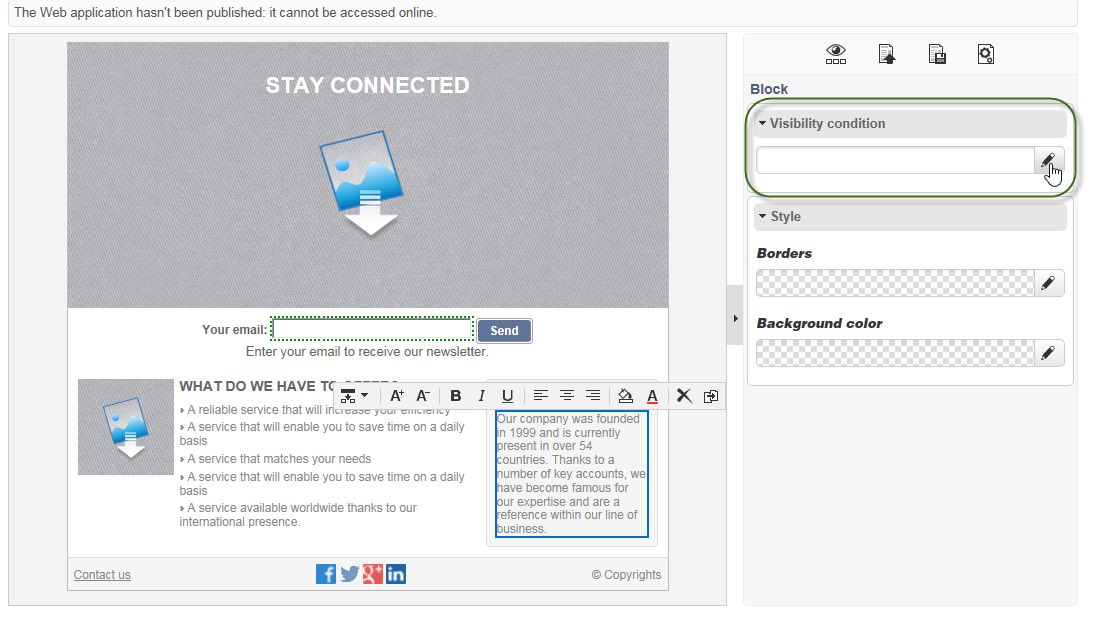 The Web application hasn't been published: it cannot be accessed online.
STAY CONNECTED
Your email:
Send
Enter your email to receive our newsletter.
WHAT DO WE HAVE TO
A reliable service that will increase your efficiency
A service that will enable you to save time on a daily
basis
A service that matches your needs
A service that will enable you to save time on a daily
basis
A service available worldwide thanks to our
international presence.
A+ A- B I U A
Our company was founded
in 1999 and is currently
present in over 54
countries. Thanks to a
number of key accounts, we
have become famous for
our expertise and are a
reference within our line of
business.
Contact us
f g+ in
© Copyrights
Block
Visibility condition
Style
Borders
Background color